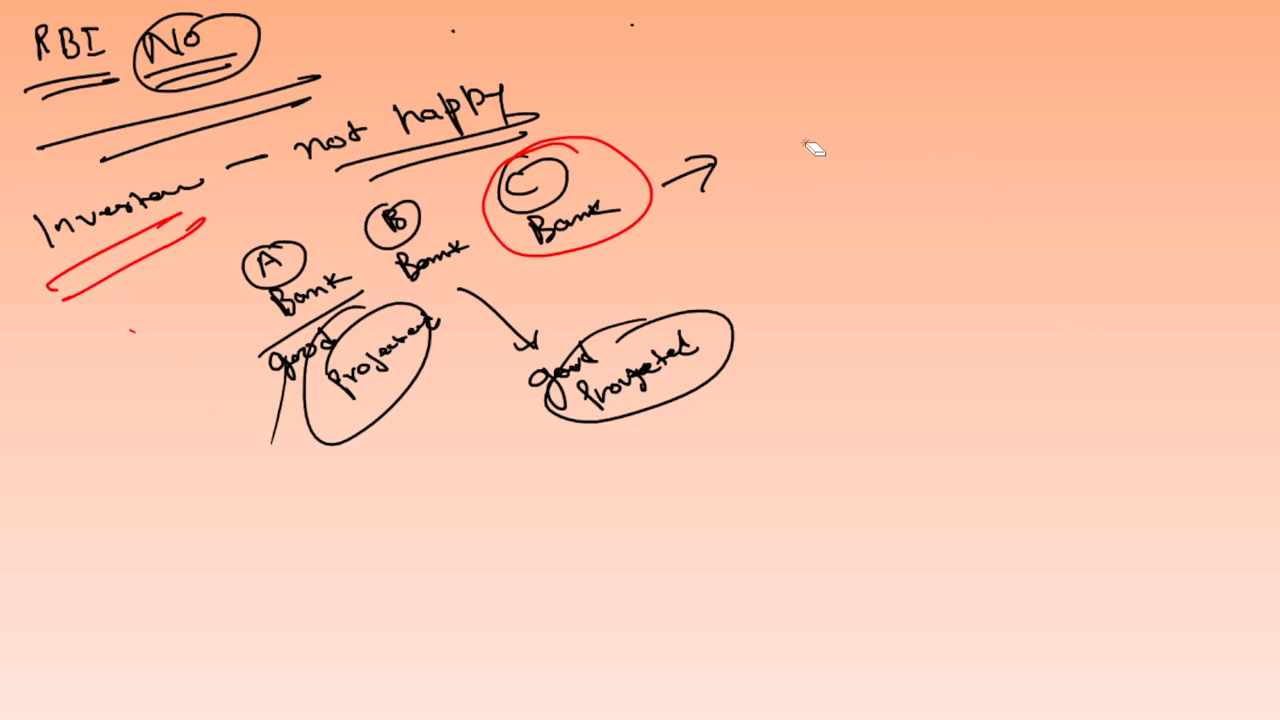 RBI No
Investor — not happy
A Bank
B Bank
C Bank
good Projected
good Projected